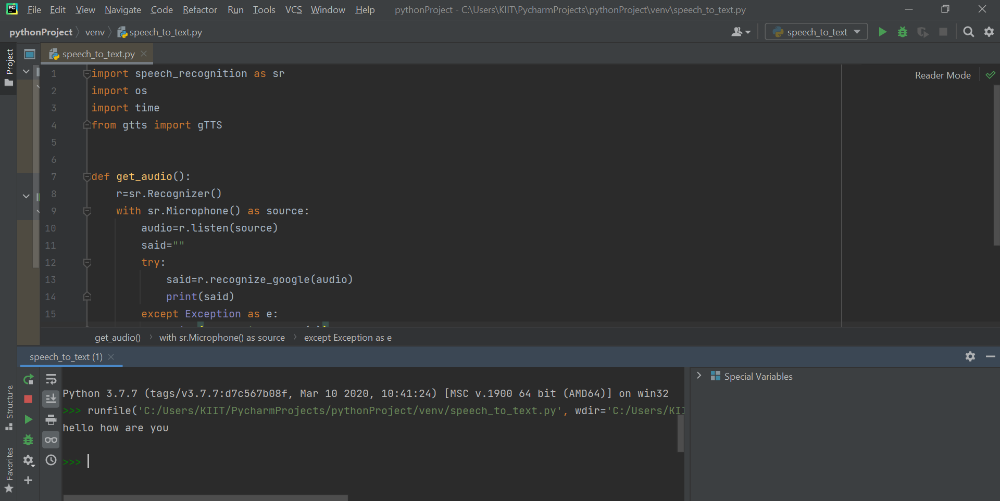 PC File Edit View Navigate Code Refactor Run Tools VCS Window Help pythonProject - C:\Users\KIIT\PycharmProjects\pythonProject\venv\speech_to_text.py
pythonProject venv speech_to_text.py speech_to_text
Project
speech_to_text.py
Reader Mode
1 import speech_recognition as sr
2 import os
3 import time
4 from gtts import gTTS
5
6
7 def get_audio():
8 r=sr.Recognizer()
9 with sr.Microphone() as source:
10 audio=r.listen(source)
11 said=""
12 try:
13 said=r.recognize_google(audio)
14 print(said)
15 except Exception as e:
get_audio() with sr.Microphone() as source except Exception as e
speech_to_text (1)
Special Variables
Python 3.7.7 (tags/v3.7.7:d7c567b08f, Mar 10 2020, 10:41:24) [MSC v.1900 64 bit (AMD64)] on win32
>>> runfile('C:/Users/KIIT/PycharmProjects/pythonProject/venv/speech_to_text.py', wdir='C:/Users/KII
hello how are you
>>>
Structure
Favorites